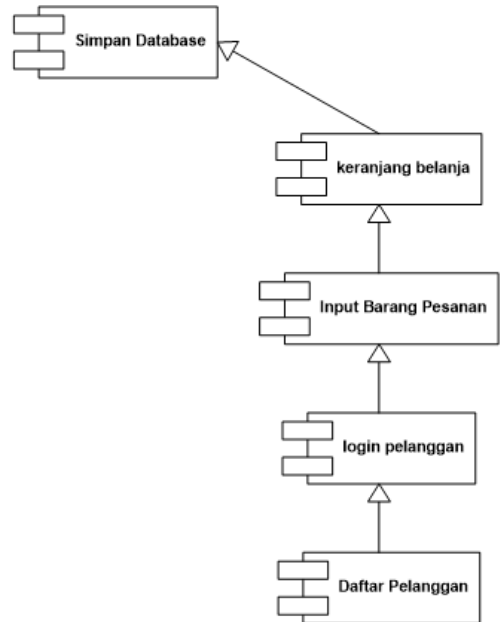 Simpan Database
keranjang belanja
Input Barang Pesanan
login pelanggan
Daftar Pelanggan